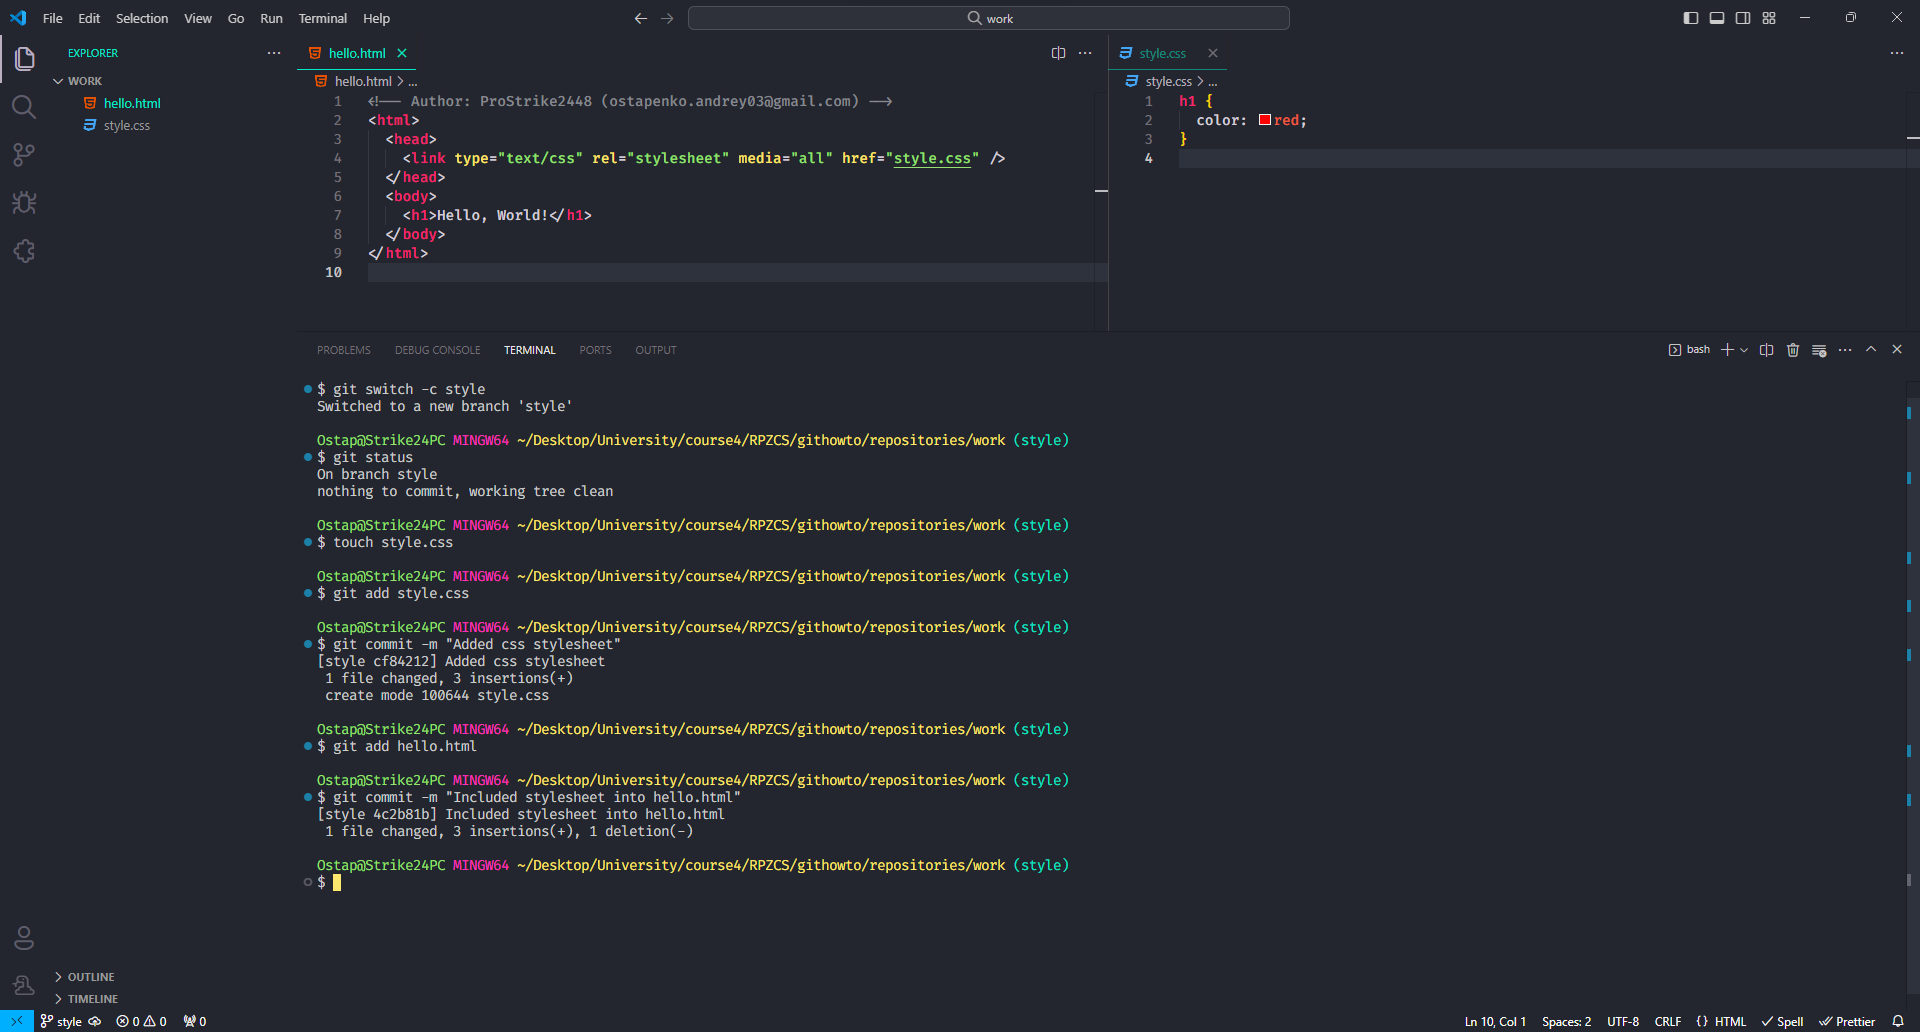 File Edit Selection View Go Run Terminal Help
work
EXPLORER
WORK
hello.html
style.css
hello.html
hello.html > ...
1 <!-- Author: ProStrike2448 (ostapenko.andrey03@gmail.com) -->
2 <html>
3 <head>
4 <link type="text/css" rel="stylesheet" media="all" href="style.css" />
5 </head>
6 <body>
7 <h1>Hello, World!</h1>
8 </body>
9 </html>
10
style.css
style.css > ...
1 h1 {
2 color: red;
3 }
4
PROBLEMS DEBUG CONSOLE TERMINAL PORTS OUTPUT
bash
$ git switch -c style
Switched to a new branch 'style'
Ostap@Strike24PC MINGW64 ~/Desktop/University/course4/RPZCS/githowto/repositories/work (style)
$ git status
On branch style
nothing to commit, working tree clean
Ostap@Strike24PC MINGW64 ~/Desktop/University/course4/RPZCS/githowto/repositories/work (style)
$ touch style.css
Ostap@Strike24PC MINGW64 ~/Desktop/University/course4/RPZCS/githowto/repositories/work (style)
$ git add style.css
Ostap@Strike24PC MINGW64 ~/Desktop/University/course4/RPZCS/githowto/repositories/work (style)
$ git commit -m "Added css stylesheet"
[style cf84212] Added css stylesheet
1 file changed, 3 insertions(+)
create mode 100644 style.css
Ostap@Strike24PC MINGW64 ~/Desktop/University/course4/RPZCS/githowto/repositories/work (style)
$ git add hello.html
Ostap@Strike24PC MINGW64 ~/Desktop/University/course4/RPZCS/githowto/repositories/work (style)
$ git commit -m "Included stylesheet into hello.html"
[style 4c2b81b] Included stylesheet into hello.html
1 file changed, 3 insertions(+), 1 deletion(-)
Ostap@Strike24PC MINGW64 ~/Desktop/University/course4/RPZCS/githowto/repositories/work (style)
$
OUTLINE
TIMELINE
style 0 0 0
Ln 10, Col 1 Spaces: 2 UTF-8 CRLF {} HTML Spell Prettier